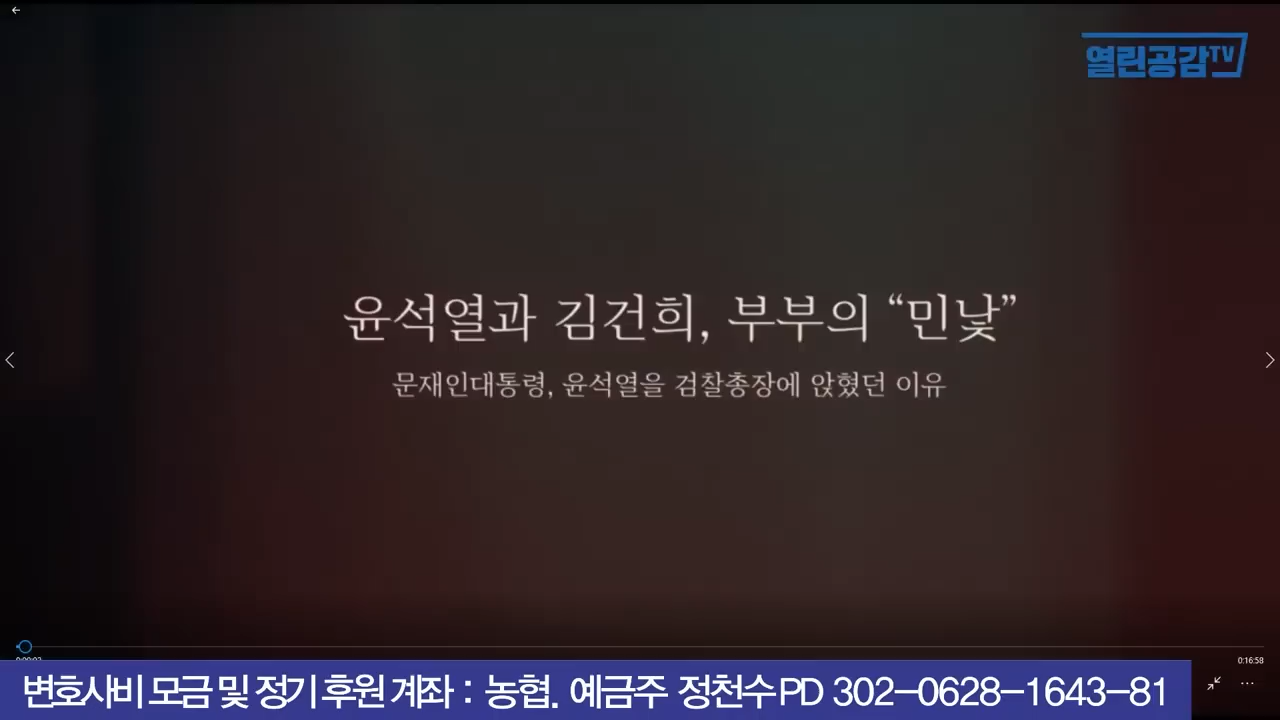 열린공감TV
윤석열과 김건희, 부부의 “민낯”
문재인대통령, 윤석열을 검찰총장에 앉혔던 이유
0:16:58
변호사비 모금 및 정기 후원 계좌 : 농협. 예금주 정천수PD 302-0628-1643-81